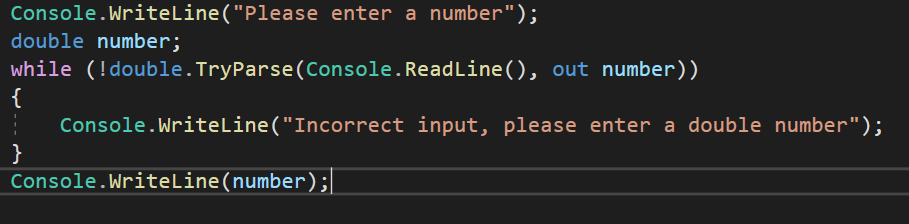 Console.WriteLine("Please enter a number");
double number;
while (!double.TryParse(Console.ReadLine(), out number))
{
    Console.WriteLine("Incorrect input, please enter a double number");
}
Console.WriteLine(number);